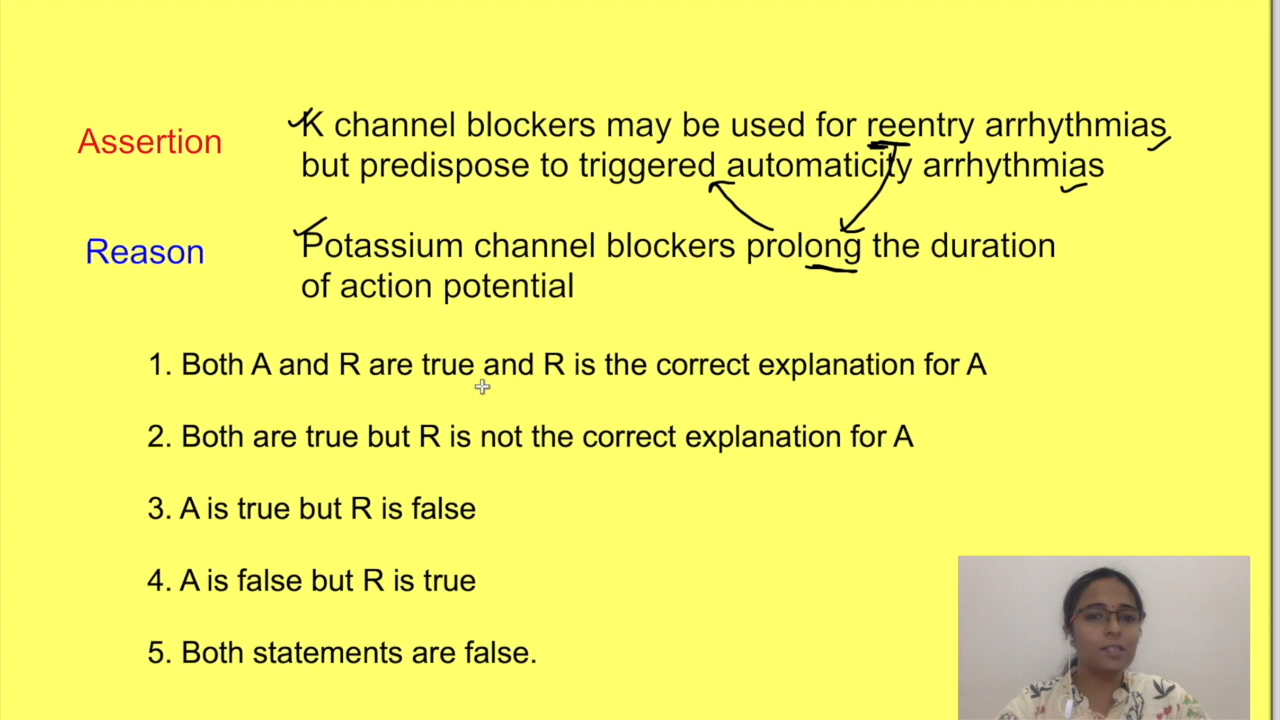 Assertion
K channel blockers may be used for reentry arrhythmias
but predispose to triggered automaticity arrhythmias
Reason
Potassium channel blockers prolong the duration
of action potential
1. Both A and R are true and R is the correct explanation for A
2. Both are true but R is not the correct explanation for A
3. A is true but R is false
4. A is false but R is true
5. Both statements are false.